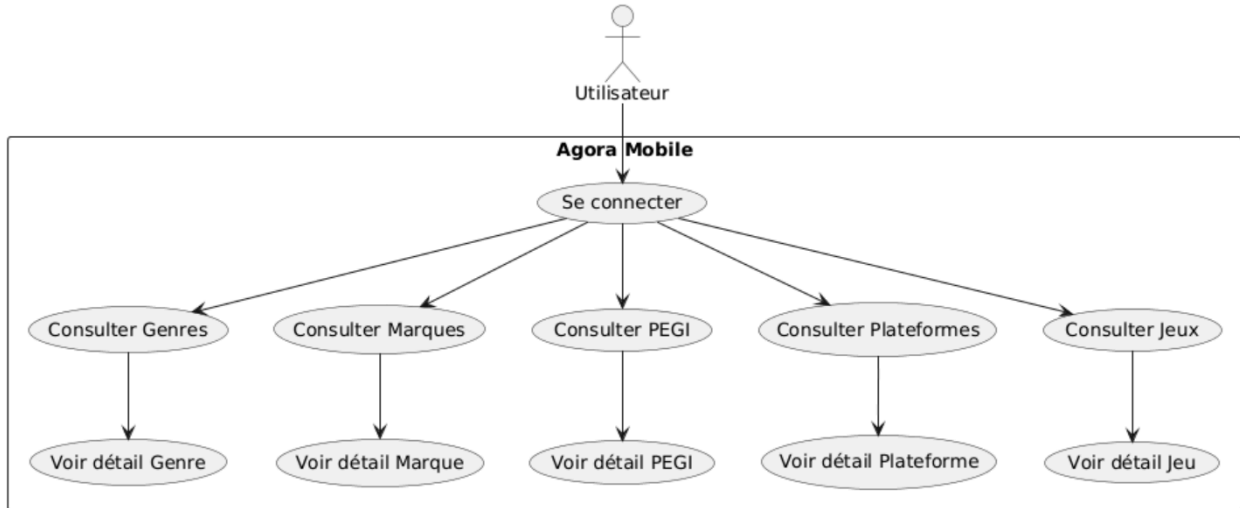 Utilisateur
Agora Mobile
Se connecter
Consulter Genres
Consulter Marques
Consulter PEGI
Consulter Plateformes
Consulter Jeux
Voir détail Genre
Voir détail Marque
Voir détail PEGI
Voir détail Plateforme
Voir détail Jeu